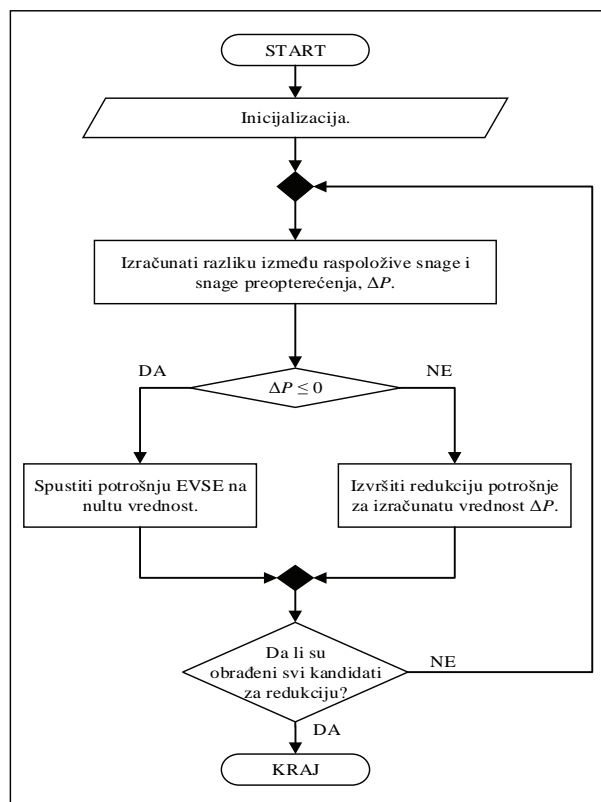 START
Inicijalizacija.
Izračunati razliku između raspoložive snage i
snage preopterećenja, ΔP.
DA
NE
ΔP ≤ 0
Spustiti potrošnju EVSE na
nultu vrednost.
Izvršiti redukciju potrošnje
za izračunatu vrednost ΔP.
Da li su
obrađeni svi kandidati
za redukciju?
NE
DA
KRAJ